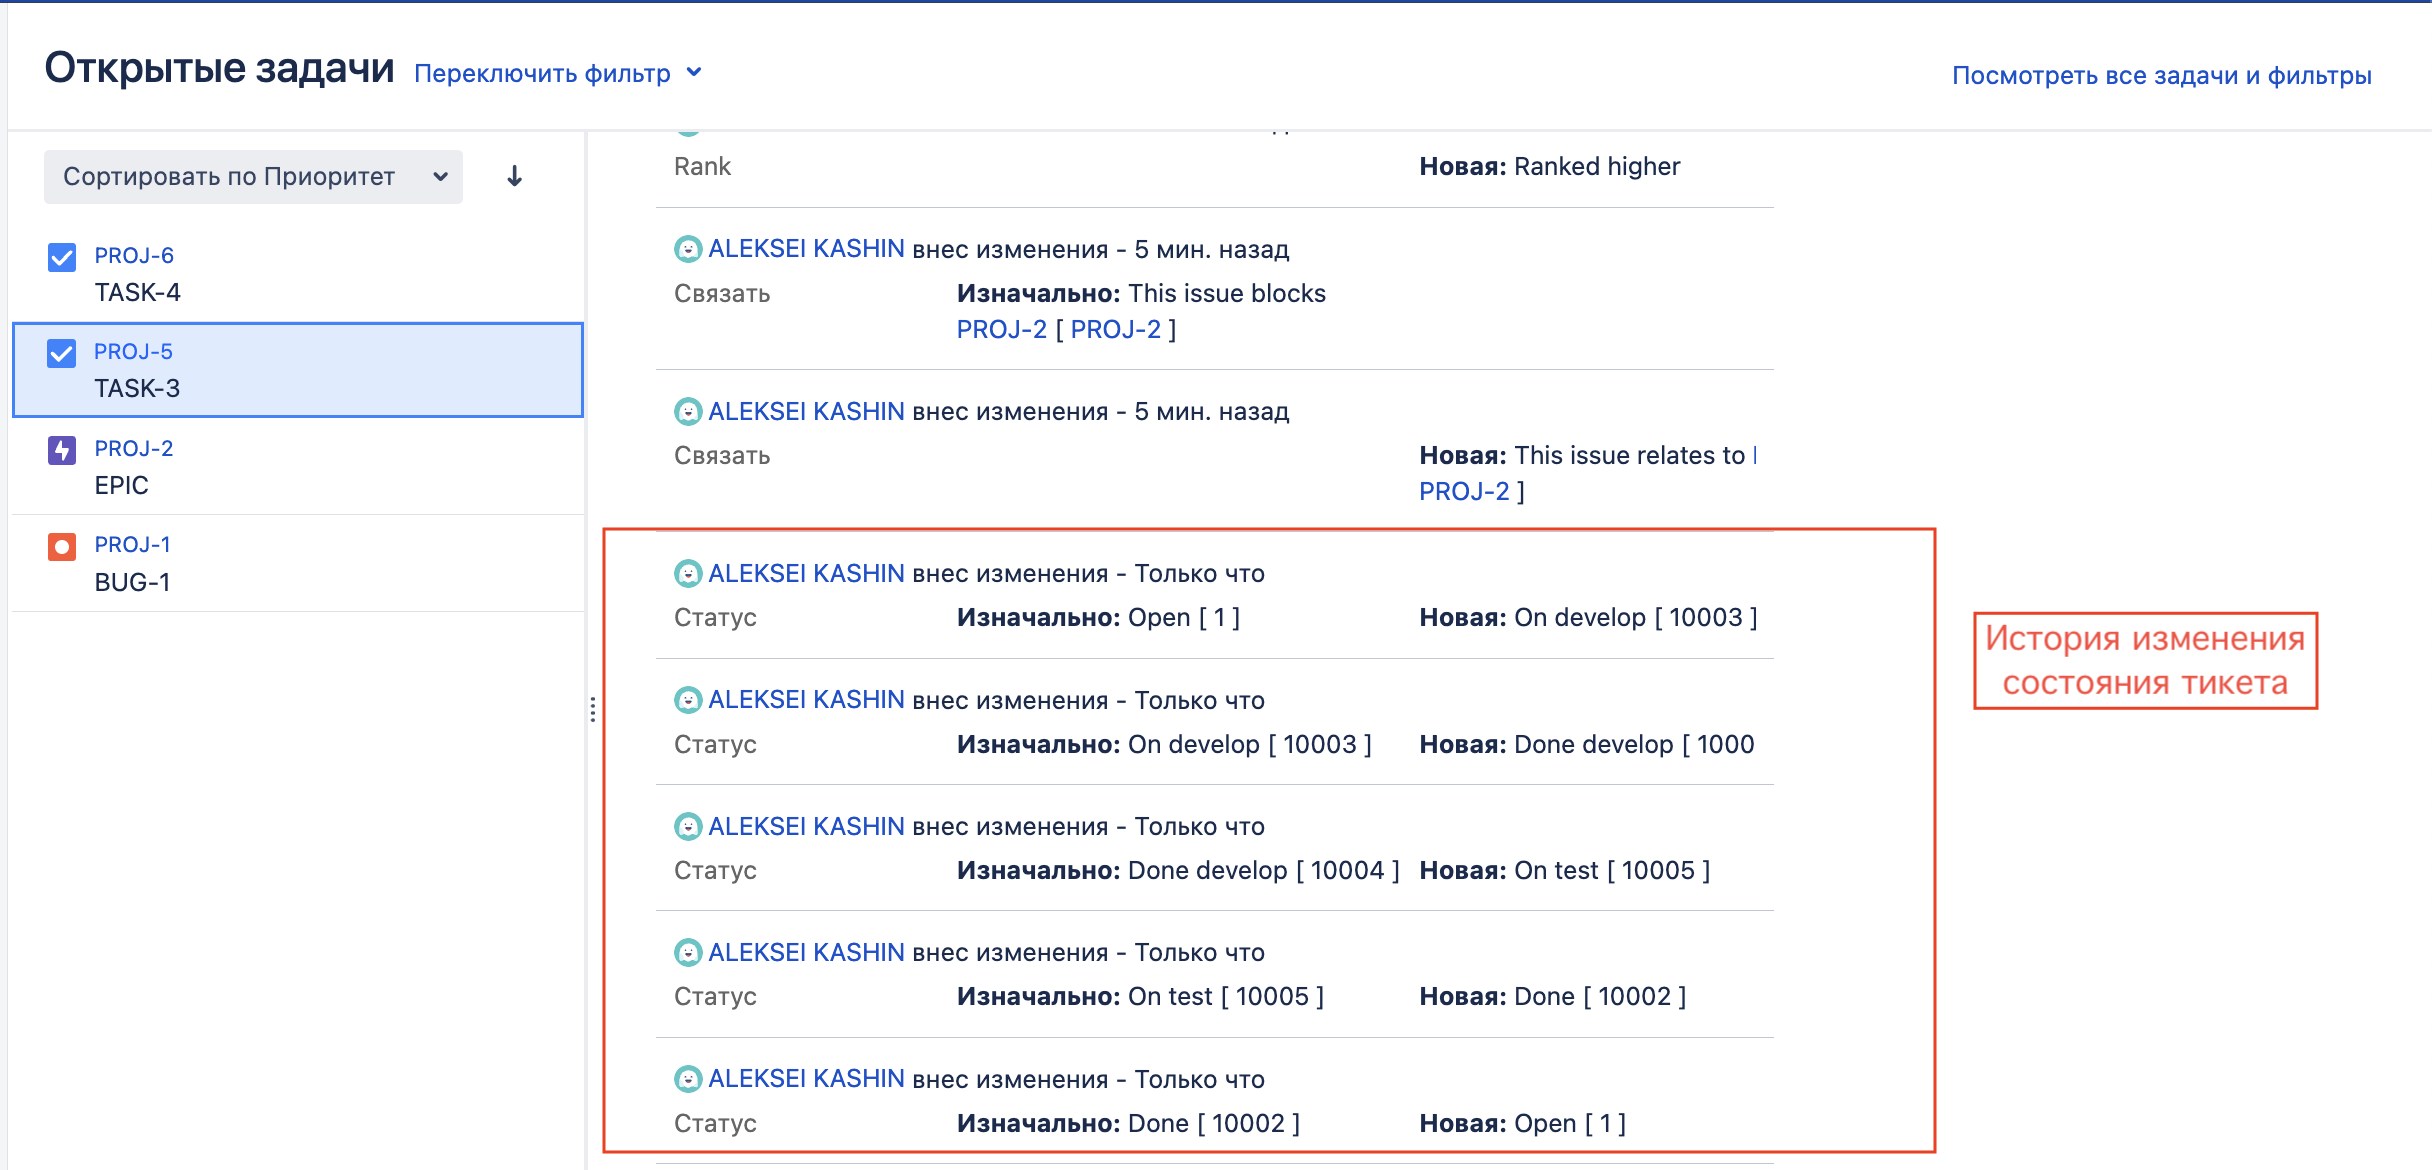 Открытые задачи Переключить фильтр
Посмотреть все задачи и фильтры
Сортировать по Приоритет
PROJ-6
TASK-4
PROJ-5
TASK-3
PROJ-2
EPIC
PROJ-1
BUG-1
Rank Новая: Ranked higher
ALEKSEI KASHIN внес изменения - 5 мин. назад
Связать Изначально: This issue blocks
PROJ-2 [ PROJ-2 ]
ALEKSEI KASHIN внес изменения - 5 мин. назад
Связать Новая: This issue relates to
PROJ-2 ]
ALEKSEI KASHIN внес изменения - Только что
Статус Изначально: Open [ 1 ] Новая: On develop [ 10003 ]
ALEKSEI KASHIN внес изменения - Только что
Статус Изначально: On develop [ 10003 ] Новая: Done develop [ 1000
ALEKSEI KASHIN внес изменения - Только что
Статус Изначально: Done develop [ 10004 ] Новая: On test [ 10005 ]
ALEKSEI KASHIN внес изменения - Только что
Статус Изначально: On test [ 10005 ] Новая: Done [ 10002 ]
ALEKSEI KASHIN внес изменения - Только что
Статус Изначально: Done [ 10002 ] Новая: Open [ 1 ]
История изменения
состояния тикета